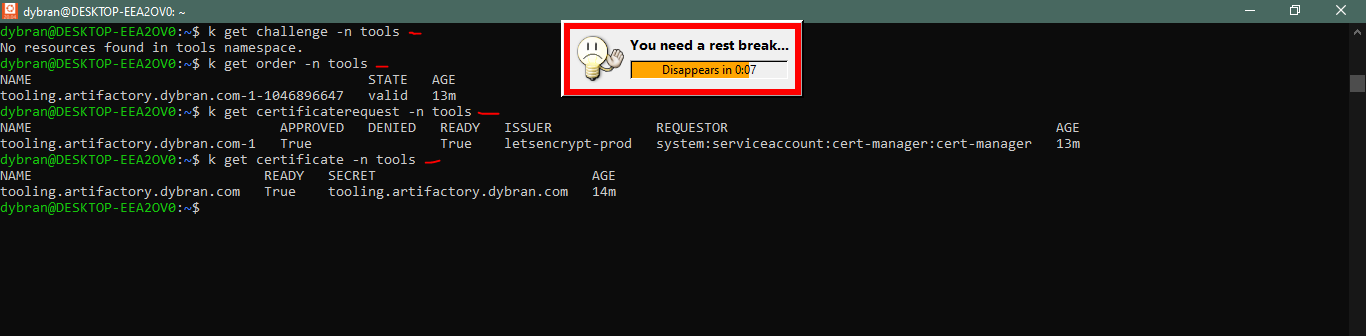 dybran@DESKTOP-EEA2OV0: ~
dybran@DESKTOP-EEA2OV0:~$ k get challenge -n tools
No resources found in tools namespace.
dybran@DESKTOP-EEA2OV0:~$ k get order -n tools
NAME STATE AGE
tooling.artifactory.dybran.com-1-1046896647 valid 13m
dybran@DESKTOP-EEA2OV0:~$ k get certificaterequest -n tools
NAME APPROVED DENIED READY ISSUER REQUESTOR AGE
tooling.artifactory.dybran.com-1 True True letsencrypt-prod system:serviceaccount:cert-manager:cert-manager 13m
dybran@DESKTOP-EEA2OV0:~$ k get certificate -n tools
NAME READY SECRET AGE
tooling.artifactory.dybran.com True tooling.artifactory.dybran.com 14m
dybran@DESKTOP-EEA2OV0:~$
You need a rest break...
Disappears in 0:07